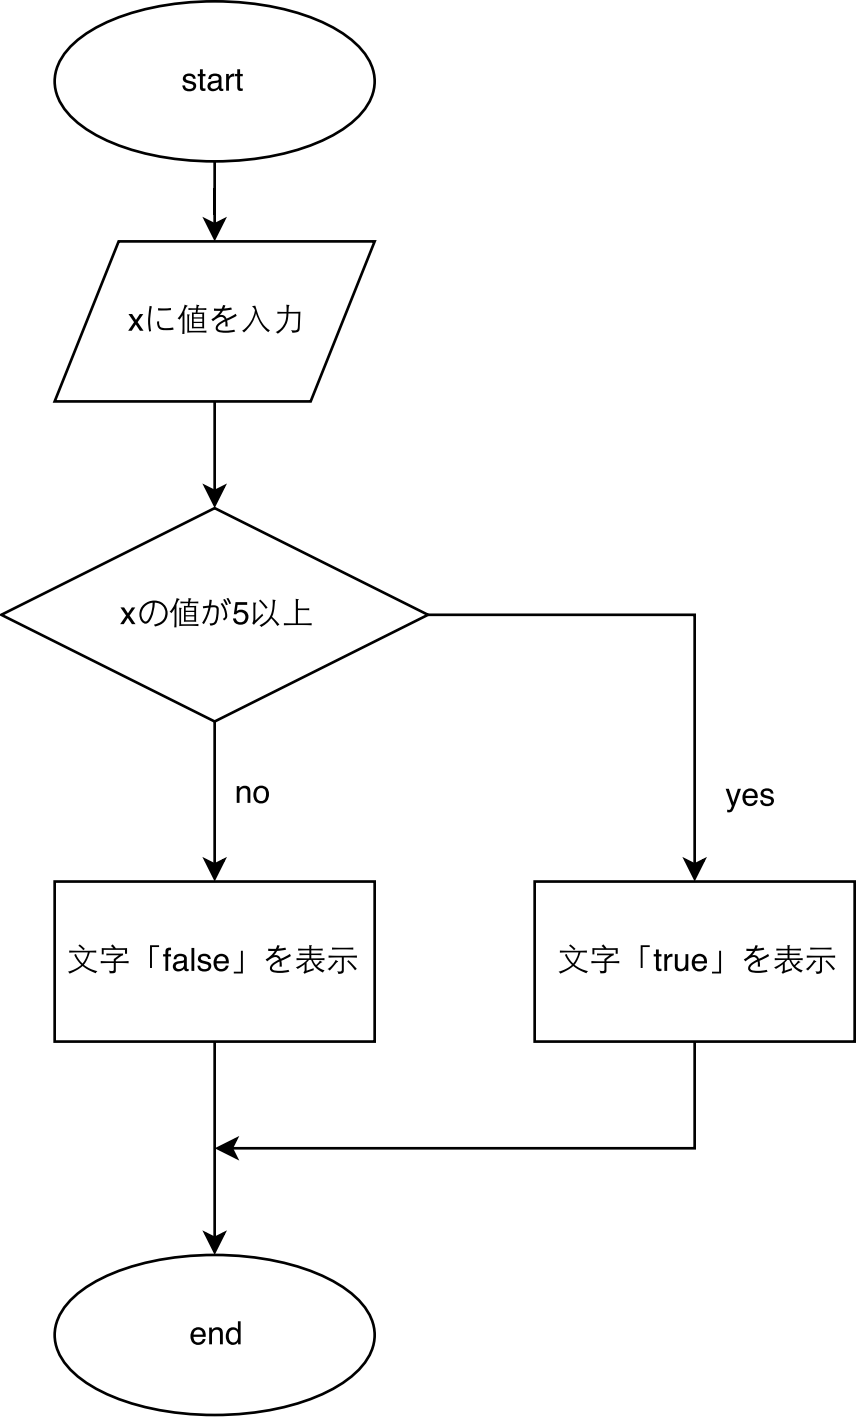 start
xに値を入力
xの値が5以上
no
yes
文字「false」を表示
文字「true」を表示
end